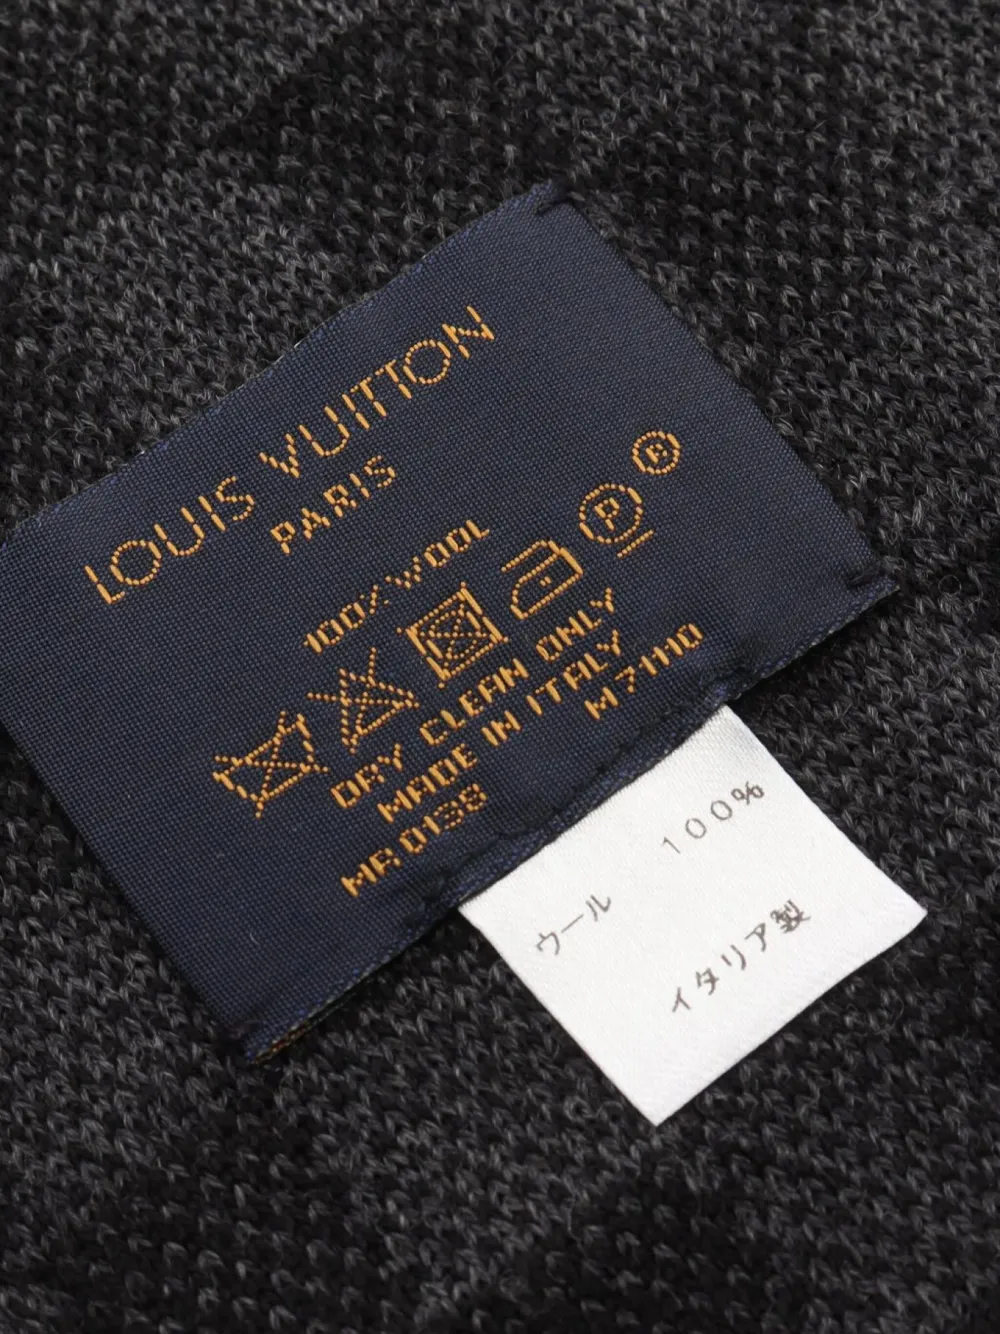 LOUIS VUITTON
PARIS
®
100% WOOL
P
DRY CLEAN ONLY
MADE IN ITALY
M71110
MR0138
ウール 100%
イタリア製